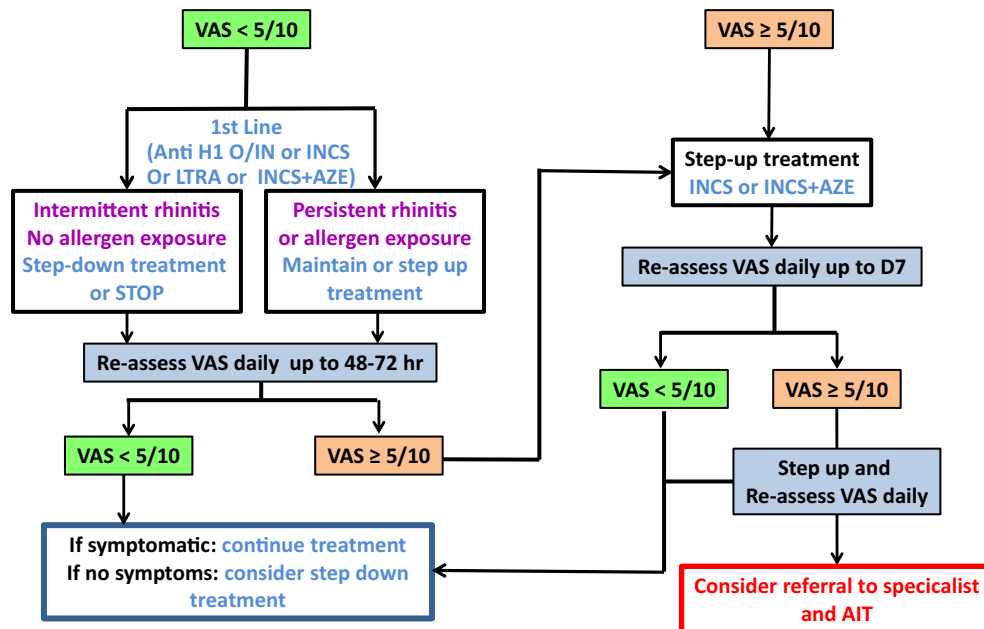 VAS < 5/10
VAS ≥ 5/10
1st Line
(Anti H1 O/IN or INCS
Or LTRA or INCS+AZE)
Intermittent rhinitis
No allergen exposure
Step-down treatment
or STOP
Persistent rhinitis
or allergen exposure
Maintain or step up
treatment
Re-assess VAS daily up to 48-72 hr
VAS < 5/10
VAS ≥ 5/10
If symptomatic: continue treatment
If no symptoms: consider step down
treatment
Step-up treatment
INCS or INCS+AZE
Re-assess VAS daily up to D7
VAS < 5/10
VAS ≥ 5/10
Step up and
Re-assess VAS daily
Consider referral to specicalist
and AIT